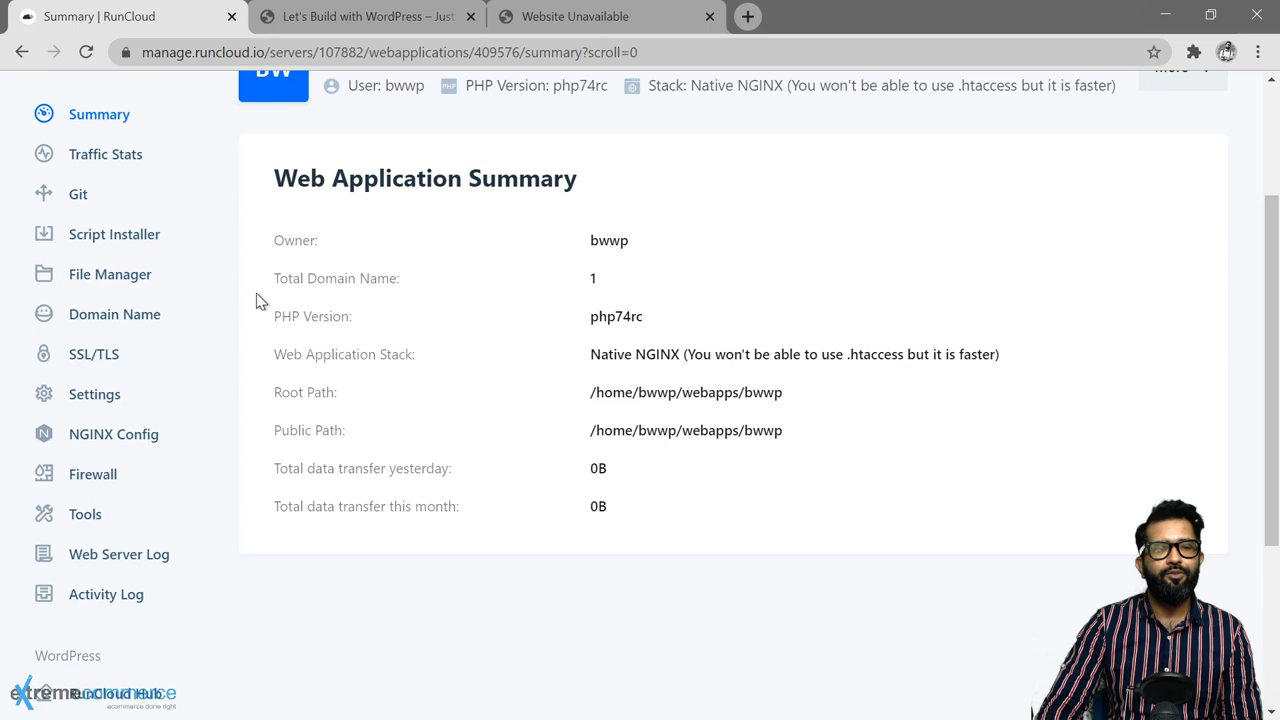 Summary | RunCloud
Let's Build with WordPress – Just
Website Unavailable
manage.runcloud.io/servers/107882/webapplications/409576/summary?scroll=0
BW
User: bwwp
PHP
PHP Version: php74rc
Stack: Native NGINX (You won't be able to use .htaccess but it is faster)
Summary
Traffic Stats
Git
Script Installer
File Manager
Domain Name
SSL/TLS
Settings
NGINX Config
Firewall
Tools
Web Server Log
Activity Log
WordPress
RunCloud Hub
Web Application Summary
Owner: bwwp
Total Domain Name: 1
PHP Version: php74rc
Web Application Stack: Native NGINX (You won't be able to use .htaccess but it is faster)
Root Path: /home/bwwp/webapps/bwwp
Public Path: /home/bwwp/webapps/bwwp
Total data transfer yesterday: 0B
Total data transfer this month: 0B
extreme commerce
ecommerce done right